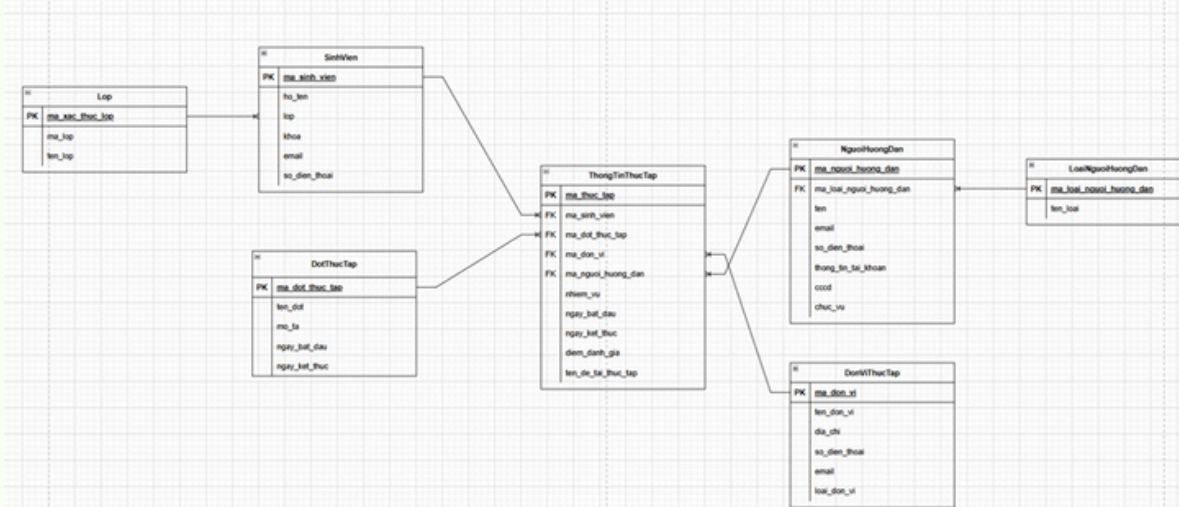 Lop
PK ma_xac_thuc_lop
ma_lop
ten_lop
SinhVien
PK ma_sinh_vien
ho_ten
lop
khoa
email
so_dien_thoai
DotThucTap
PK ma_dot_thuc_tap
ten_dot
mo_ta
ngay_bat_dau
ngay_ket_thuc
ThongTinThucTap
PK ma_thuc_tap
FK ma_sinh_vien
FK ma_dot_thuc_tap
FK ma_don_vi
FK ma_nguoi_huong_dan
nhiem_vu
ngay_bat_dau
ngay_ket_thuc
diem_danh_gia
ten_de_tai_thuc_tap
NguoiHuongDan
PK ma_nguoi_huong_dan
FK ma_loai_nguoi_huong_dan
ten
email
so_dien_thoai
thong_tin_tai_khoan
cccd
chuc_vu
DonViThucTap
PK ma_don_vi
ten_don_vi
dia_chi
so_dien_thoai
email
loai_don_vi
LoaiNguoiHuongDan
PK ma_loai_nguoi_huong_dan
ten_loai